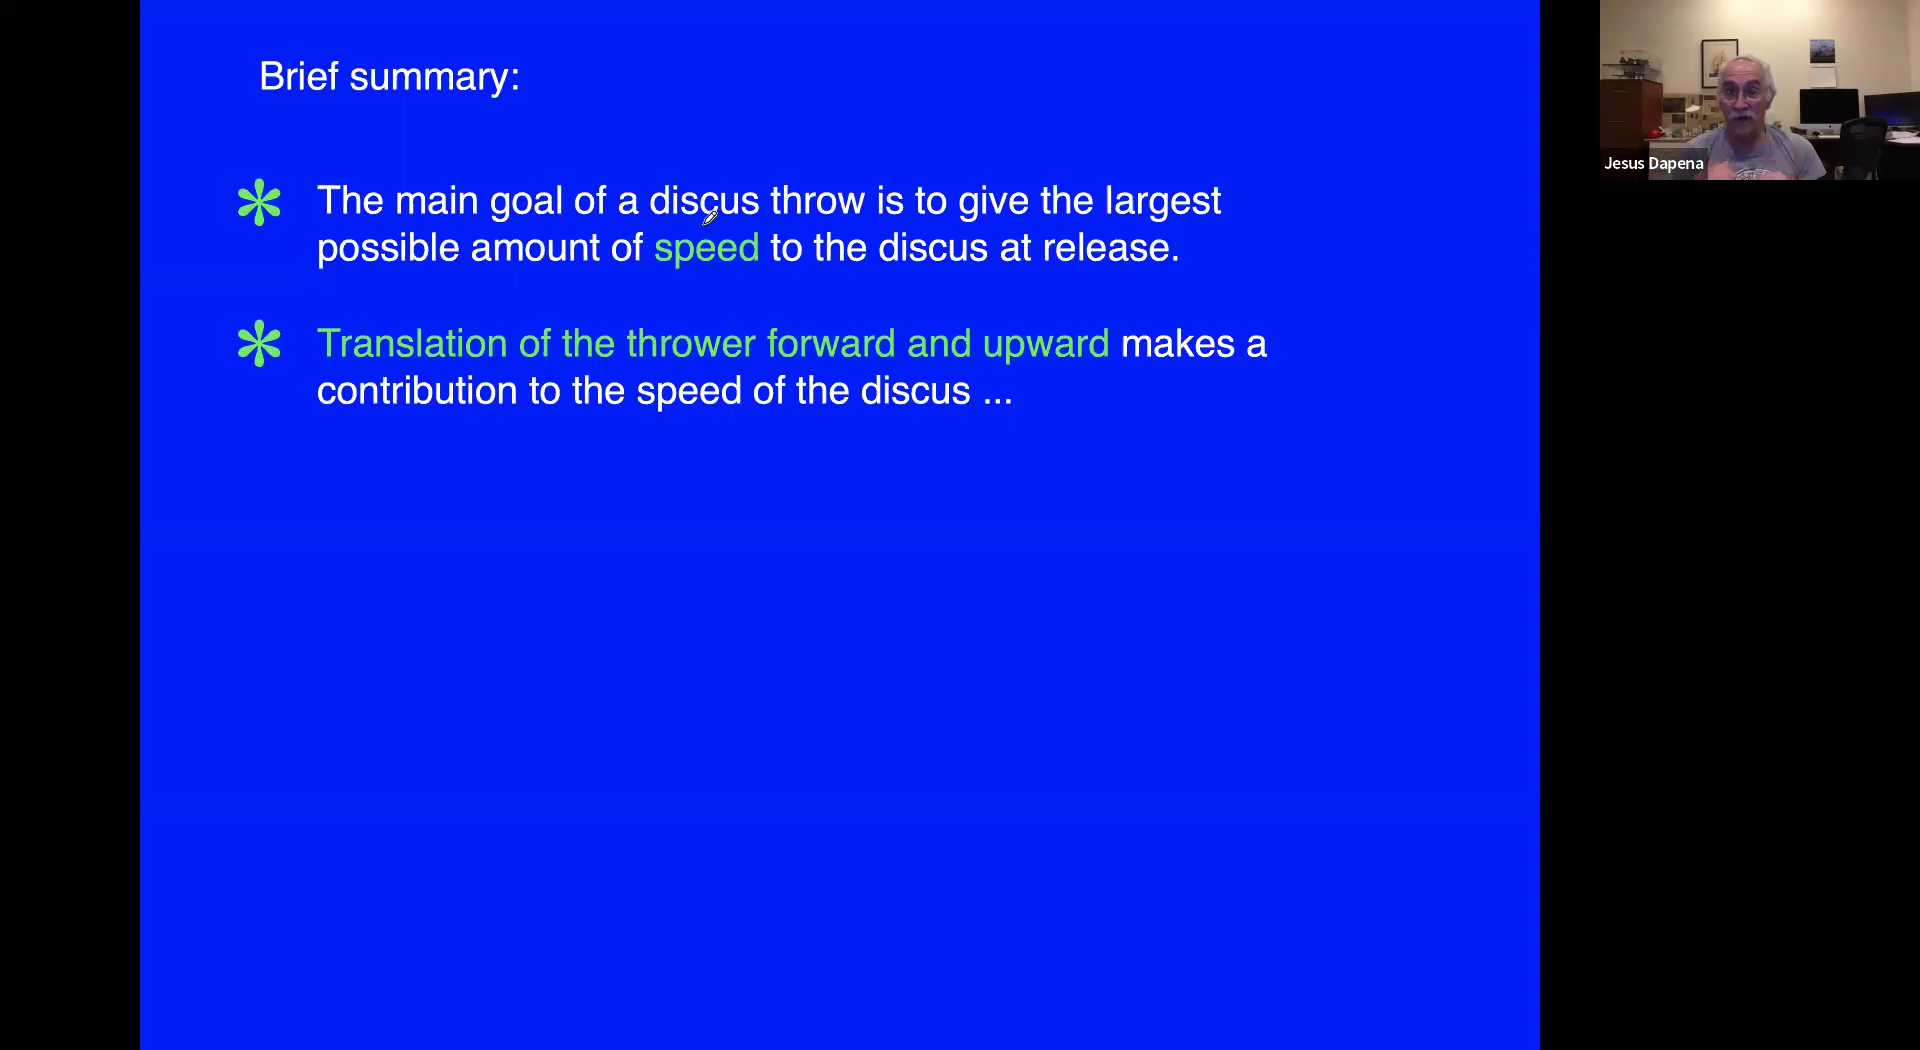 Brief summary:
The main goal of a discus throw is to give the largest
possible amount of speed to the discus at release.
Translation of the thrower forward and upward makes a
contribution to the speed of the discus ...
Jesus Dapena